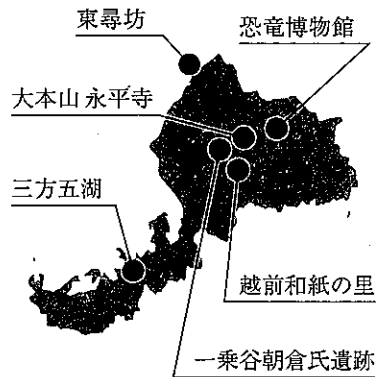 東尋坊
恐竜博物館
大本山 永平寺
三方五湖
越前和紙の里
一乗谷朝倉氏遺跡